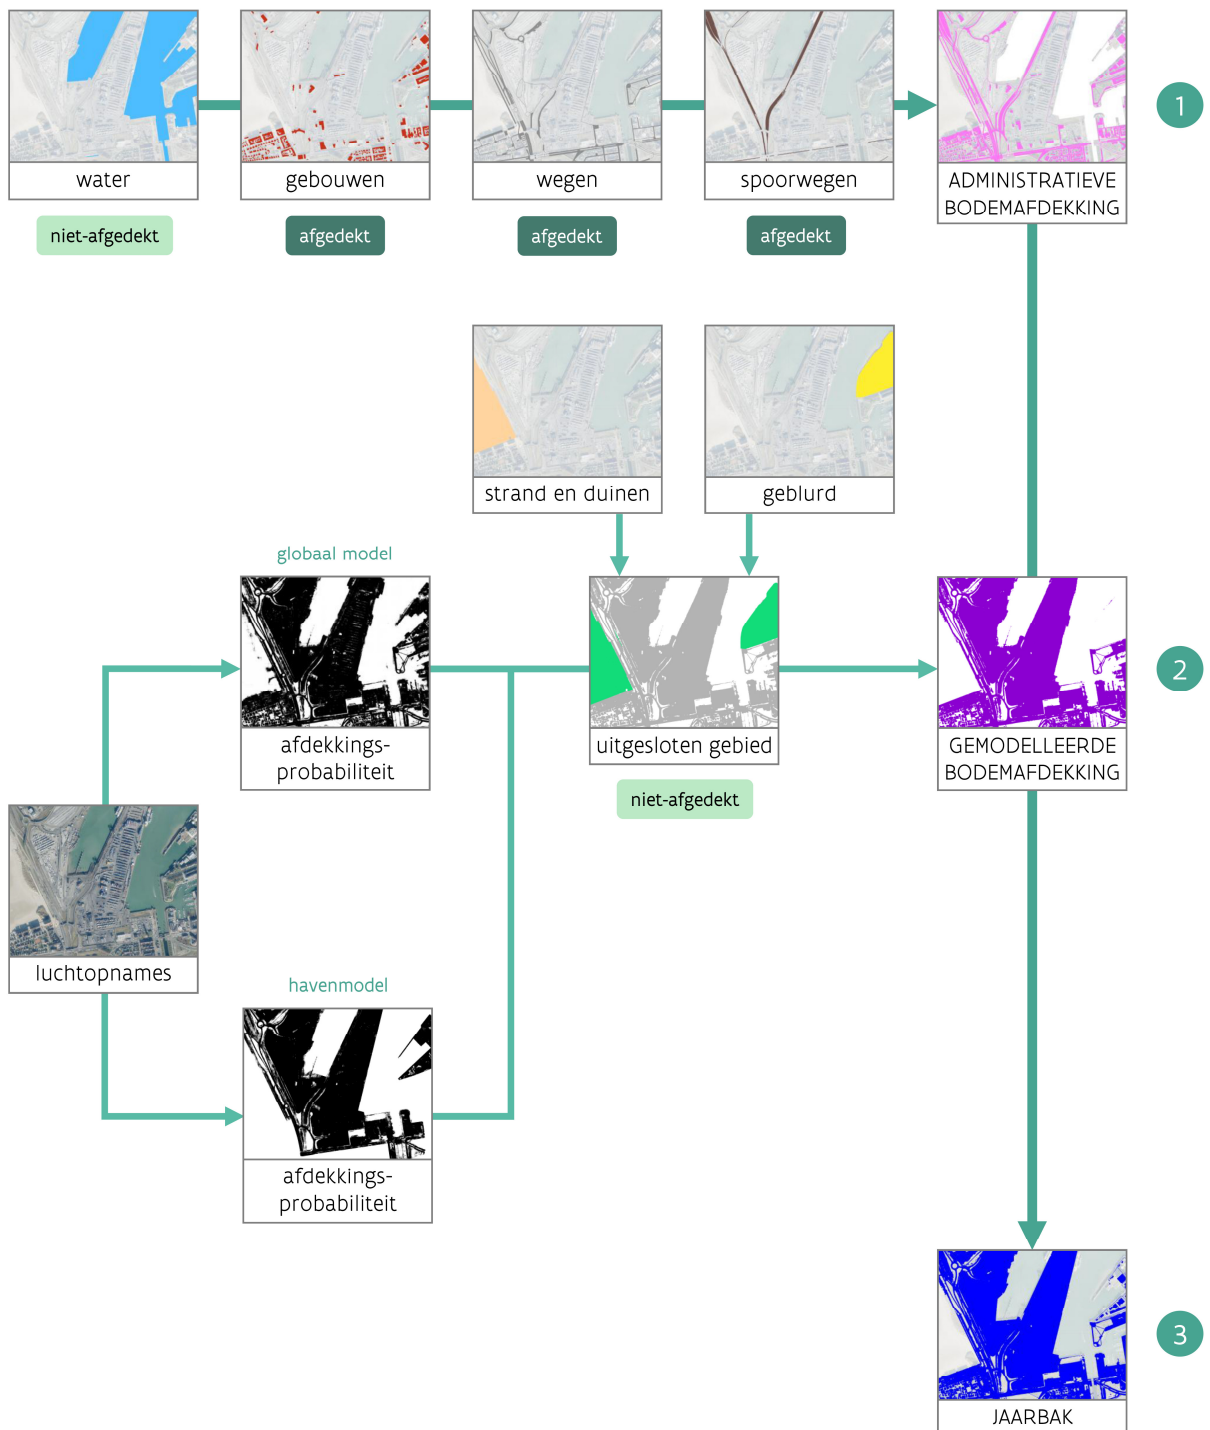 water
gebouwen
wegen
spoorwegen
ADMINISTRATIEVE
BODEMAFDEKKING
1
niet-afgedekt
afgedekt
afgedekt
afgedekt
strand en duinen
geblurd
globaal model
afdekkings-
probabiliteit
uitgesloten gebied
GEMODELLEERDE
BODEMAFDEKKING
2
niet-afgedekt
luchtopnames
havenmodel
afdekkings-
probabiliteit
3
JAARBAK